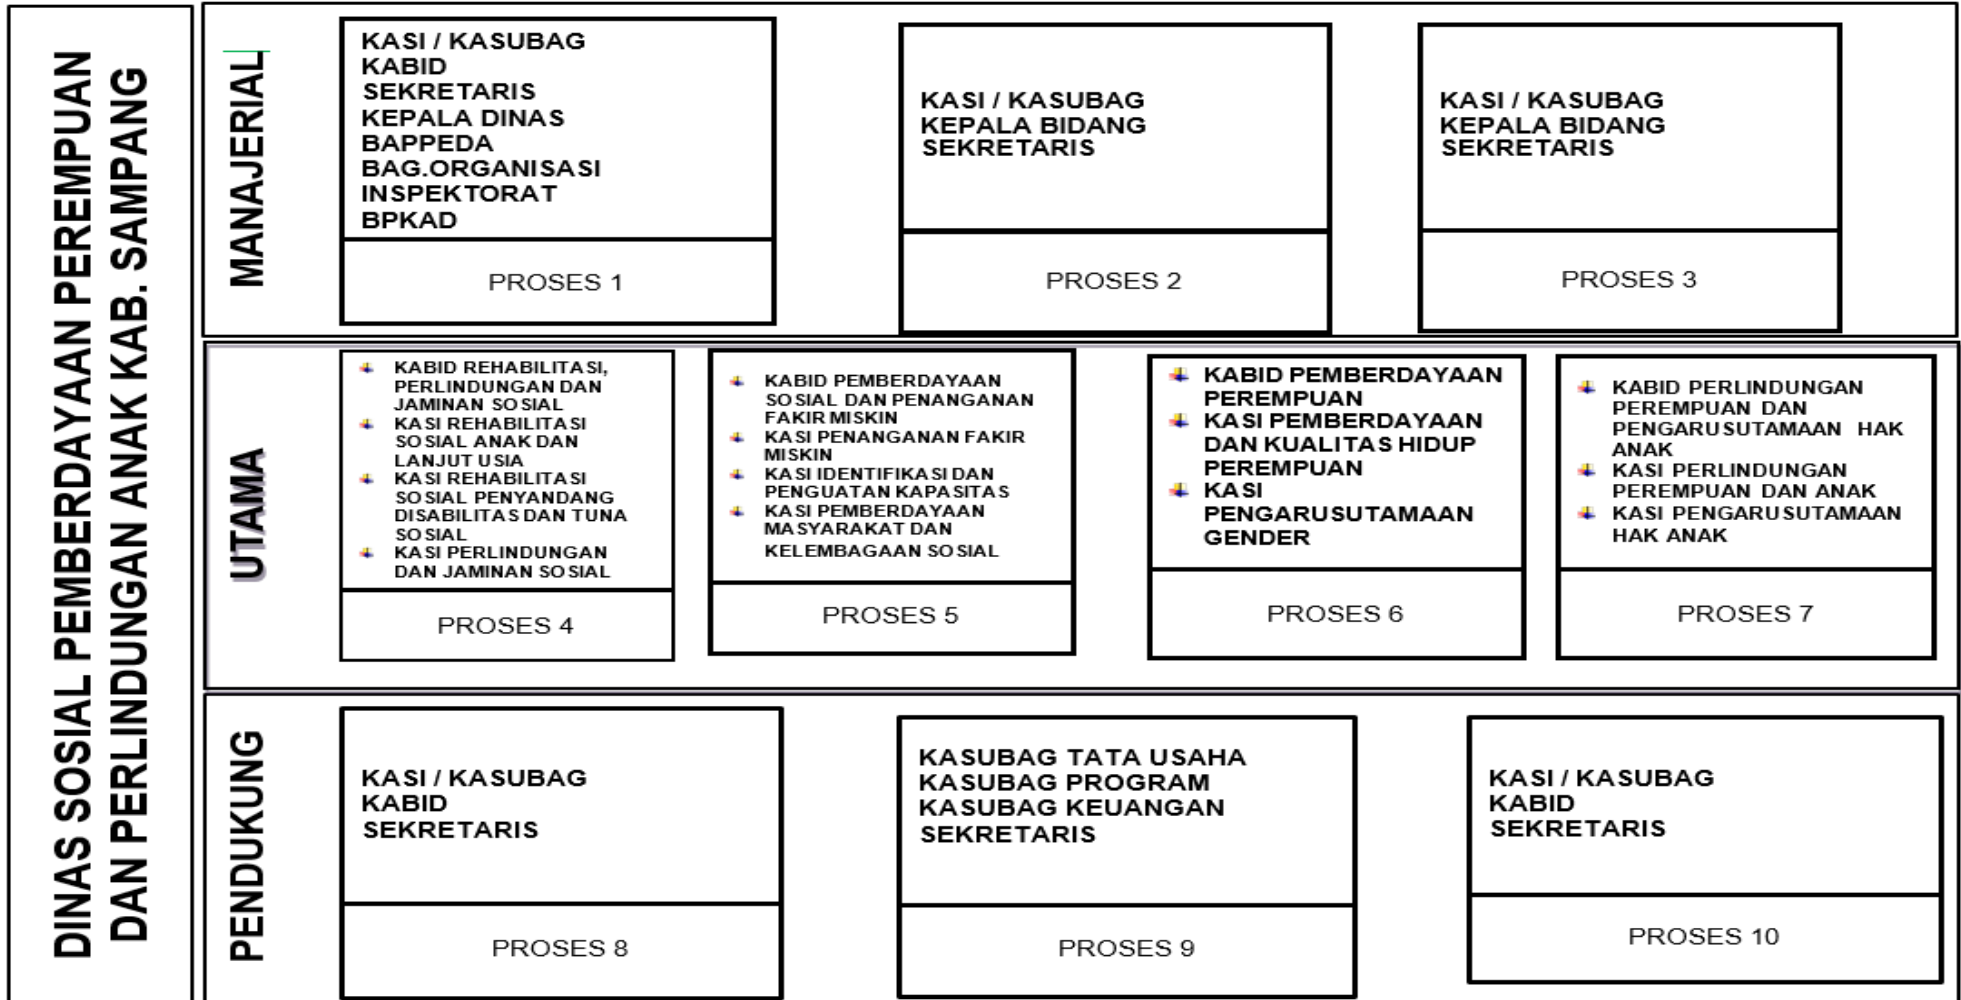 DINAS SOSIAL PEMBERDAYAAN PEREMPUAN
DAN PERLINDUNGAN ANAK KAB. SAMPANG
MANAJERIAL
KASI / KASUBAG
KABID
SEKRETARIS
KEPALA DINAS
BAPPEDA
BAG.ORGANISASI
INSPEKTORAT
BPKAD
PROSES 1
KASI / KASUBAG
KEPALA BIDANG
SEKRETARIS
PROSES 2
KASI / KASUBAG
KEPALA BIDANG
SEKRETARIS
PROSES 3
UTAMA
KABID REHABILITASI,
PERLINDUNGAN DAN
JAMINAN SOSIAL
KASI REHABILITASI
SOSIAL ANAK DAN
LANJUT USIA
KASI REHABILITASI
SOSIAL PENYANDANG
DISABILITAS DAN TUNA
SOSIAL
KASI PERLINDUNGAN
DAN JAMINAN SOSIAL
PROSES 4
KABID PEMBERDAYAAN
SOSIAL DAN PENANGANAN
FAKIR MISKIN
KASI PENANGANAN FAKIR
MISKIN
KASI IDENTIFIKASI DAN
PENGUATAN KAPASITAS
KASI PEMBERDAYAAN
MASYARAKAT DAN
KELEMBAGAAN SOSIAL
PROSES 5
KABID PEMBERDAYAAN
PEREMPUAN
KASI PEMBERDAYAAN
DAN KUALITAS HIDUP
PEREMPUAN
KASI
PENGARUSUTAMAAN
GENDER
PROSES 6
KABID PERLINDUNGAN
PEREMPUAN DAN
PENGARUSUTAMAAN HAK
ANAK
KASI PERLINDUNGAN
PEREMPUAN DAN ANAK
KASI PENGARUSUTAMAAN
HAK ANAK
PROSES 7
PENDUKUNG
KASI / KASUBAG
KABID
SEKRETARIS
PROSES 8
KASUBAG TATA USAHA
KASUBAG PROGRAM
KASUBAG KEUANGAN
SEKRETARIS
PROSES 9
KASI / KASUBAG
KABID
SEKRETARIS
PROSES 10